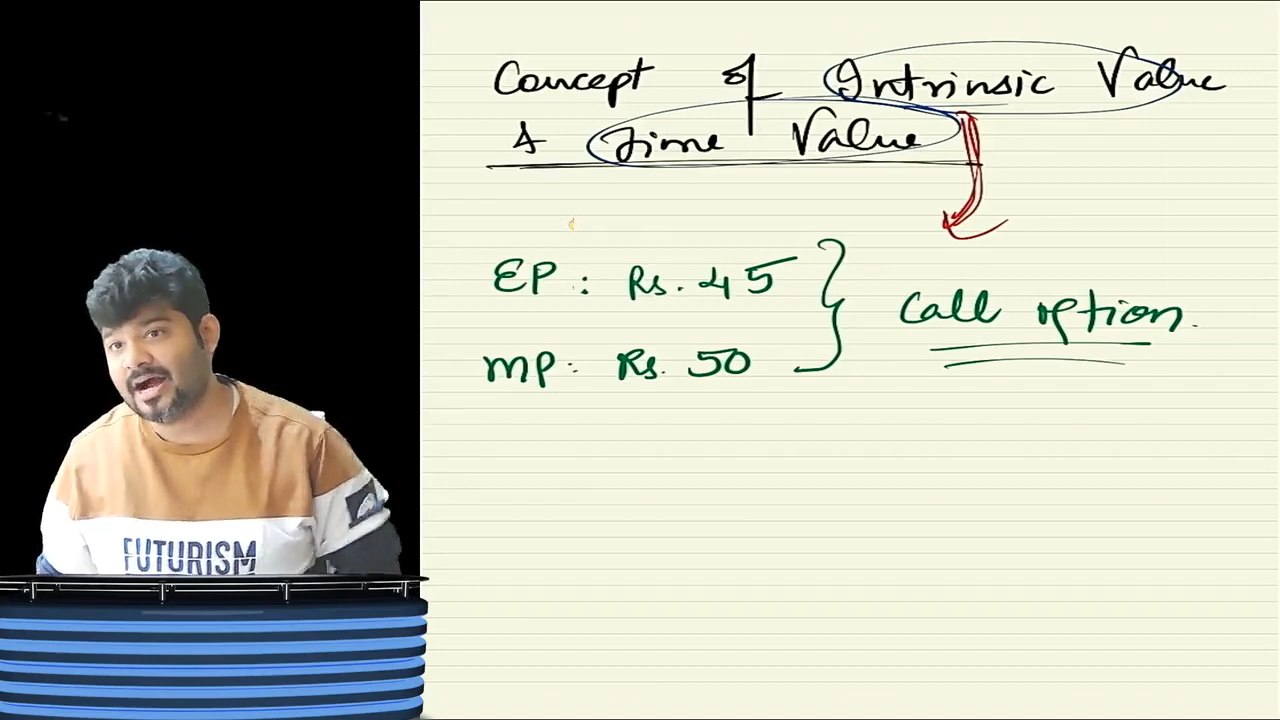 Concept of Intrinsic Value
& Time Value
EP: Rs. 45
MP: Rs. 50
Call option.
FUTURISM